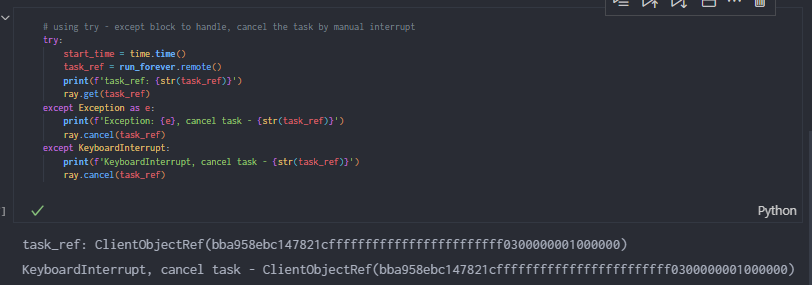 # using try - except block to handle, cancel the task by manual interrupt
try:
    start_time = time.time()
    task_ref = run_forever.remote()
    print(f'task_ref: {str(task_ref)}')
    ray.get(task_ref)
except Exception as e:
    print(f'Exception: {e}, cancel task - {str(task_ref)}')
    ray.cancel(task_ref)
except KeyboardInterrupt:
    print(f'KeyboardInterrupt, cancel task - {str(task_ref)}')
    ray.cancel(task_ref)
]
Python
task_ref: ClientObjectRef(bba958ebc147821cffffffffffffffffffffffff0300000001000000)
KeyboardInterrupt, cancel task - ClientObjectRef(bba958ebc147821cffffffffffffffffffffffff0300000001000000)